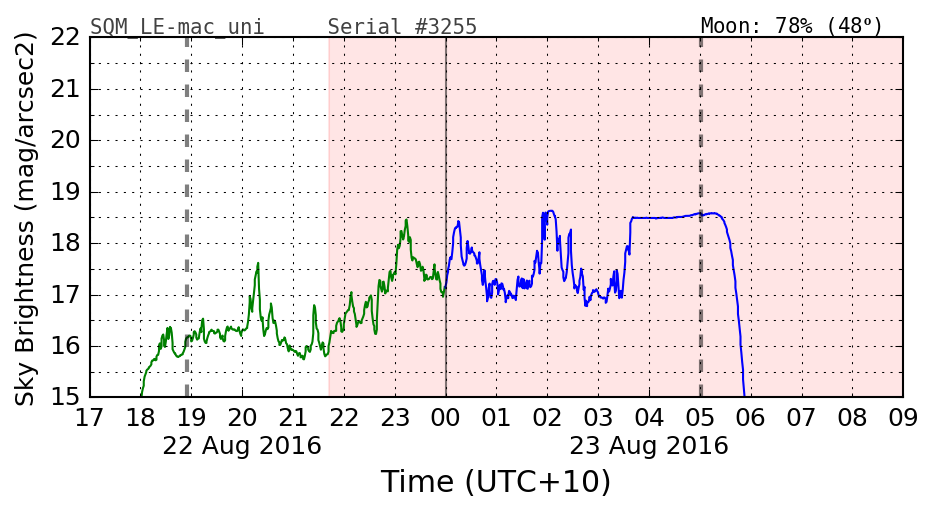 SQM_LE-mac_uni Serial #3255 Moon: 78% (48°)
Sky Brightness (mag/arcsec2)
22
21
20
19
18
17
16
15
17 18 19 20 21 22 23 00 01 02 03 04 05 06 07 08 09
22 Aug 2016 23 Aug 2016
Time (UTC+10)